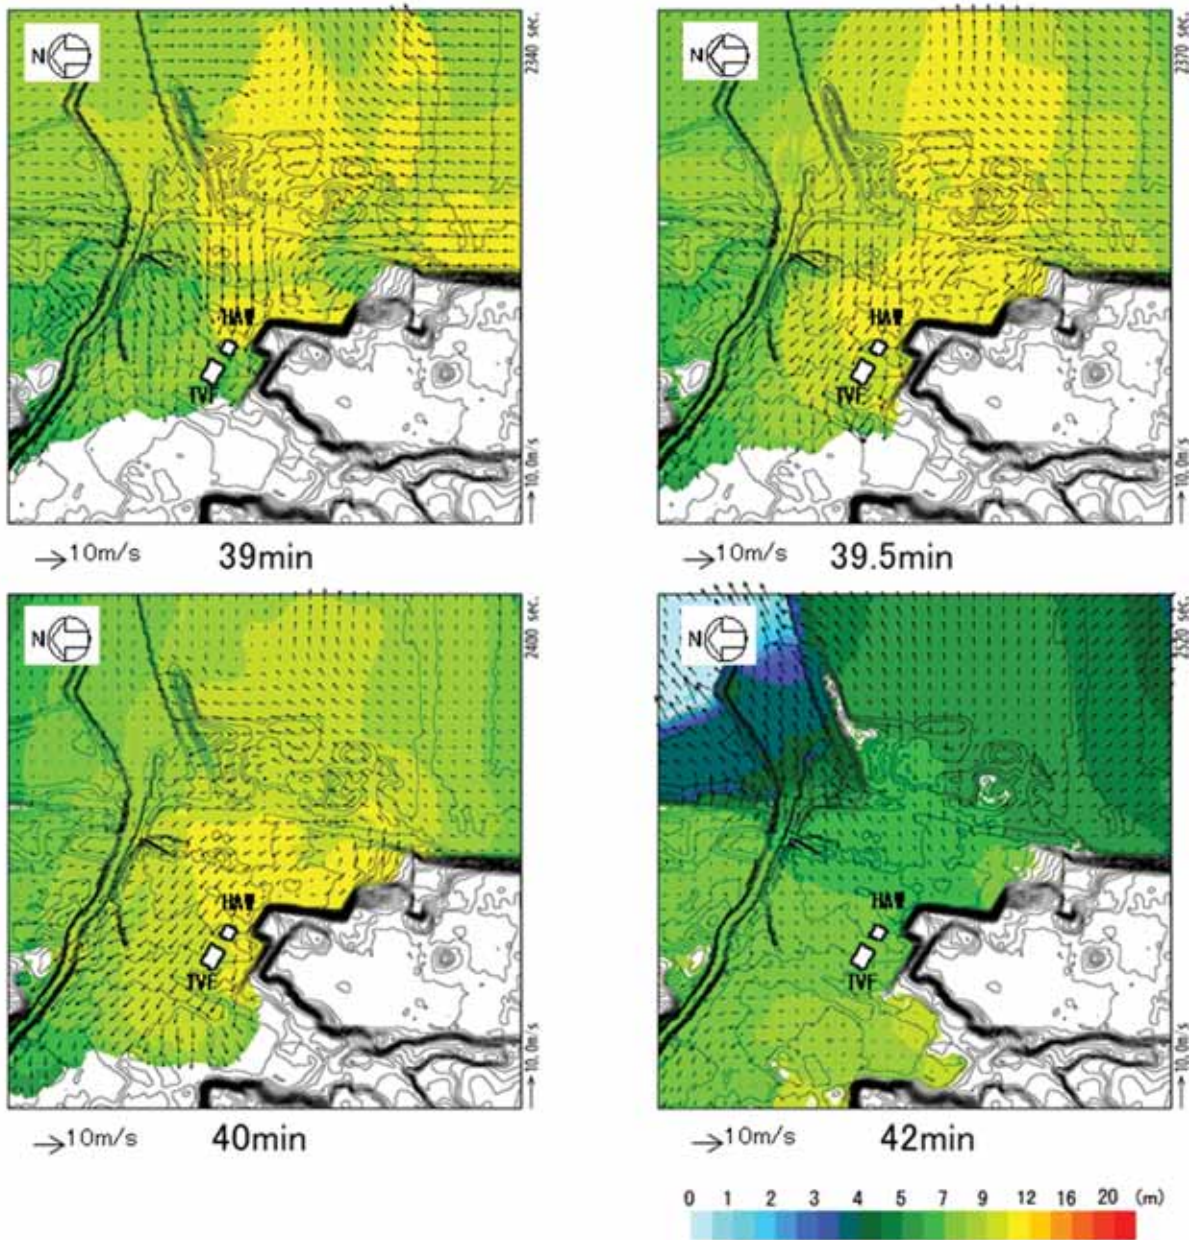 N
2340 sec.
HAW
TVF
10.0m/s
10m/s
39min
N
2370 sec.
HAW
TVF
10.0m/s
10m/s
39.5min
N
2400 sec.
HAW
TVF
10.0m/s
10m/s
40min
N
2520 sec.
HAW
TVF
10.0m/s
10m/s
42min
0 1 2 3 4 5 7 9 12 16 20 (m)